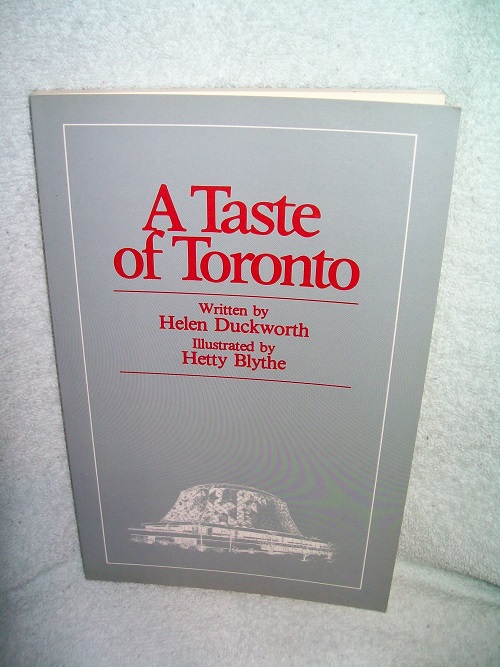 A Taste
of Toronto
Written by
Helen Duckworth
Illustrated by
Hetty Blythe